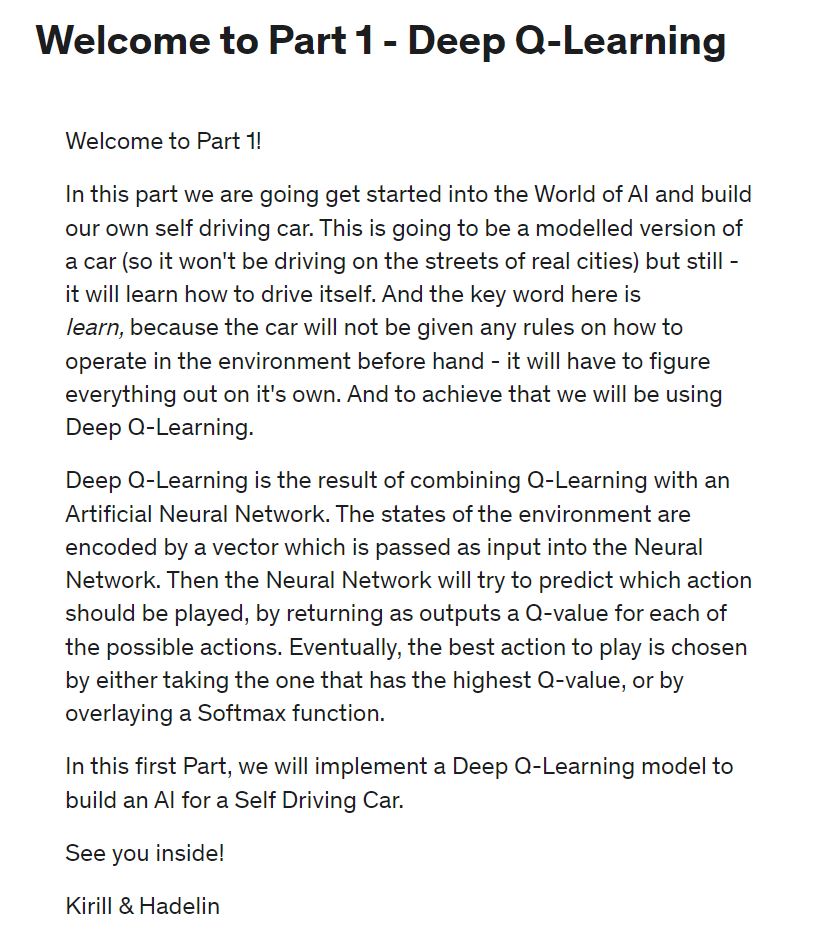 Welcome to Part 1 - Deep Q-Learning
Welcome to Part 1!
In this part we are going get started into the World of AI and build
our own self driving car. This is going to be a modelled version of
a car (so it won't be driving on the streets of real cities) but still -
it will learn how to drive itself. And the key word here is
learn, because the car will not be given any rules on how to
operate in the environment before hand - it will have to figure
everything out on it's own. And to achieve that we will be using
Deep Q-Learning.
Deep Q-Learning is the result of combining Q-Learning with an
Artificial Neural Network. The states of the environment are
encoded by a vector which is passed as input into the Neural
Network. Then the Neural Network will try to predict which action
should be played, by returning as outputs a Q-value for each of
the possible actions. Eventually, the best action to play is chosen
by either taking the one that has the highest Q-value, or by
overlaying a Softmax function.
In this first Part, we will implement a Deep Q-Learning model to
build an AI for a Self Driving Car.
See you inside!
Kirill & Hadelin